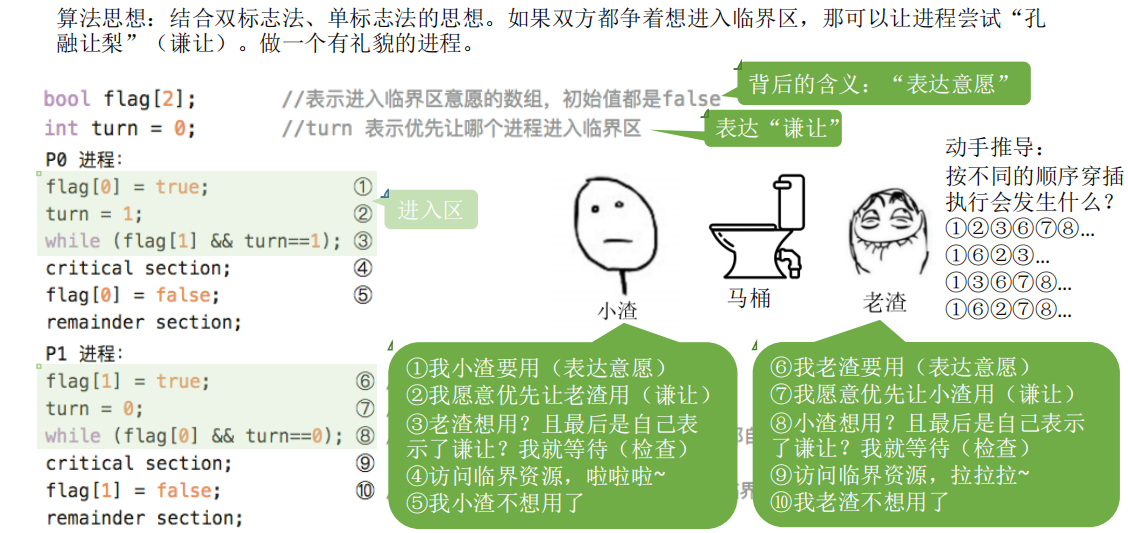 算法思想：结合双标志法、单标志法的思想。如果双方都争着想进入临界区，那可以让进程尝试“孔
融让梨”（谦让）。做一个有礼貌的进程。
背后的含义：“表达意愿”
bool flag[2]; //表示进入临界区意愿的数组，初始值都是false
int turn = 0; //turn 表示优先让哪个进程进入临界区
表达“谦让”
P0 进程：
flag[0] = true; ①
turn = 1; ②
while (flag[1] && turn==1); ③
critical section; ④
flag[0] = false; ⑤
remainder section;
进入区
P1 进程：
flag[1] = true; ⑥
turn = 0; ⑦
while (flag[0] && turn==0); ⑧
critical section; ⑨
flag[1] = false; ⑩
remainder section;
小渣
马桶
老渣
动手推导：
按不同的顺序穿插
执行会发生什么？
①②③⑥⑦⑧…
①⑥②③…
①③⑥⑦⑧…
①⑥②⑦⑧…
①我小渣要用（表达意愿）
②我愿意优先让老渣用（谦让）
③老渣想用？且最后是自己表
示了谦让？我就等待（检查）
④访问临界资源，啦啦啦~
⑤我小渣不想用了
⑥我老渣要用（表达意愿）
⑦我愿意优先让小渣用（谦让）
⑧小渣想用？且最后是自己表示
了谦让？我就等待（检查）
⑨访问临界资源，拉拉拉~
⑩我老渣不想用了